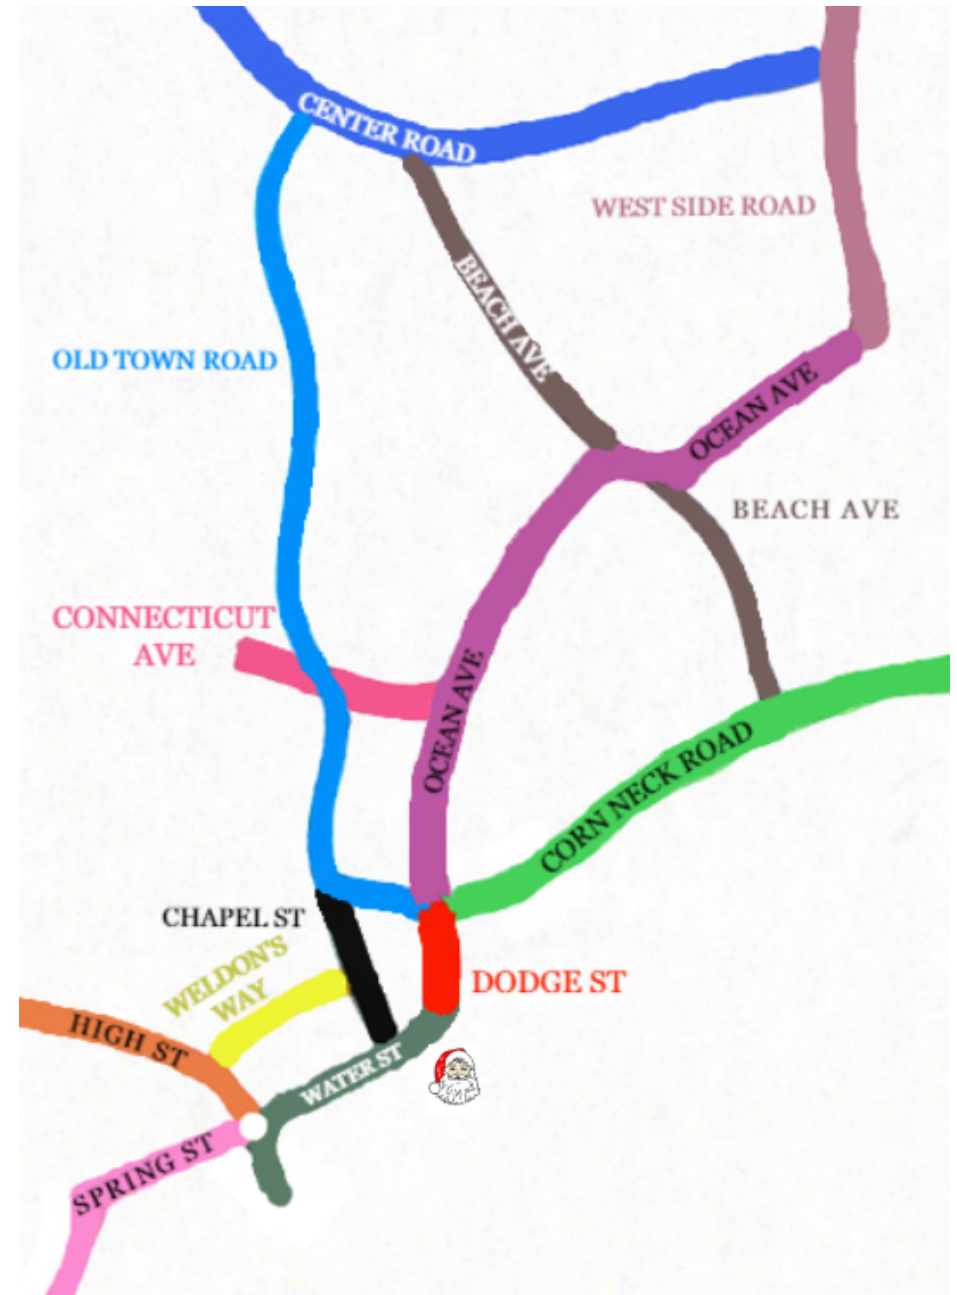 CENTER ROAD
WEST SIDE ROAD
BEACH AVE
OLD TOWN ROAD
OCEAN AVE
BEACH AVE
CONNECTICUT
AVE
OCEAN AVE
CORN NECK ROAD
CHAPEL ST
WELDON'S
WAY
DODGE ST
HIGH ST
WATER ST
SPRING ST